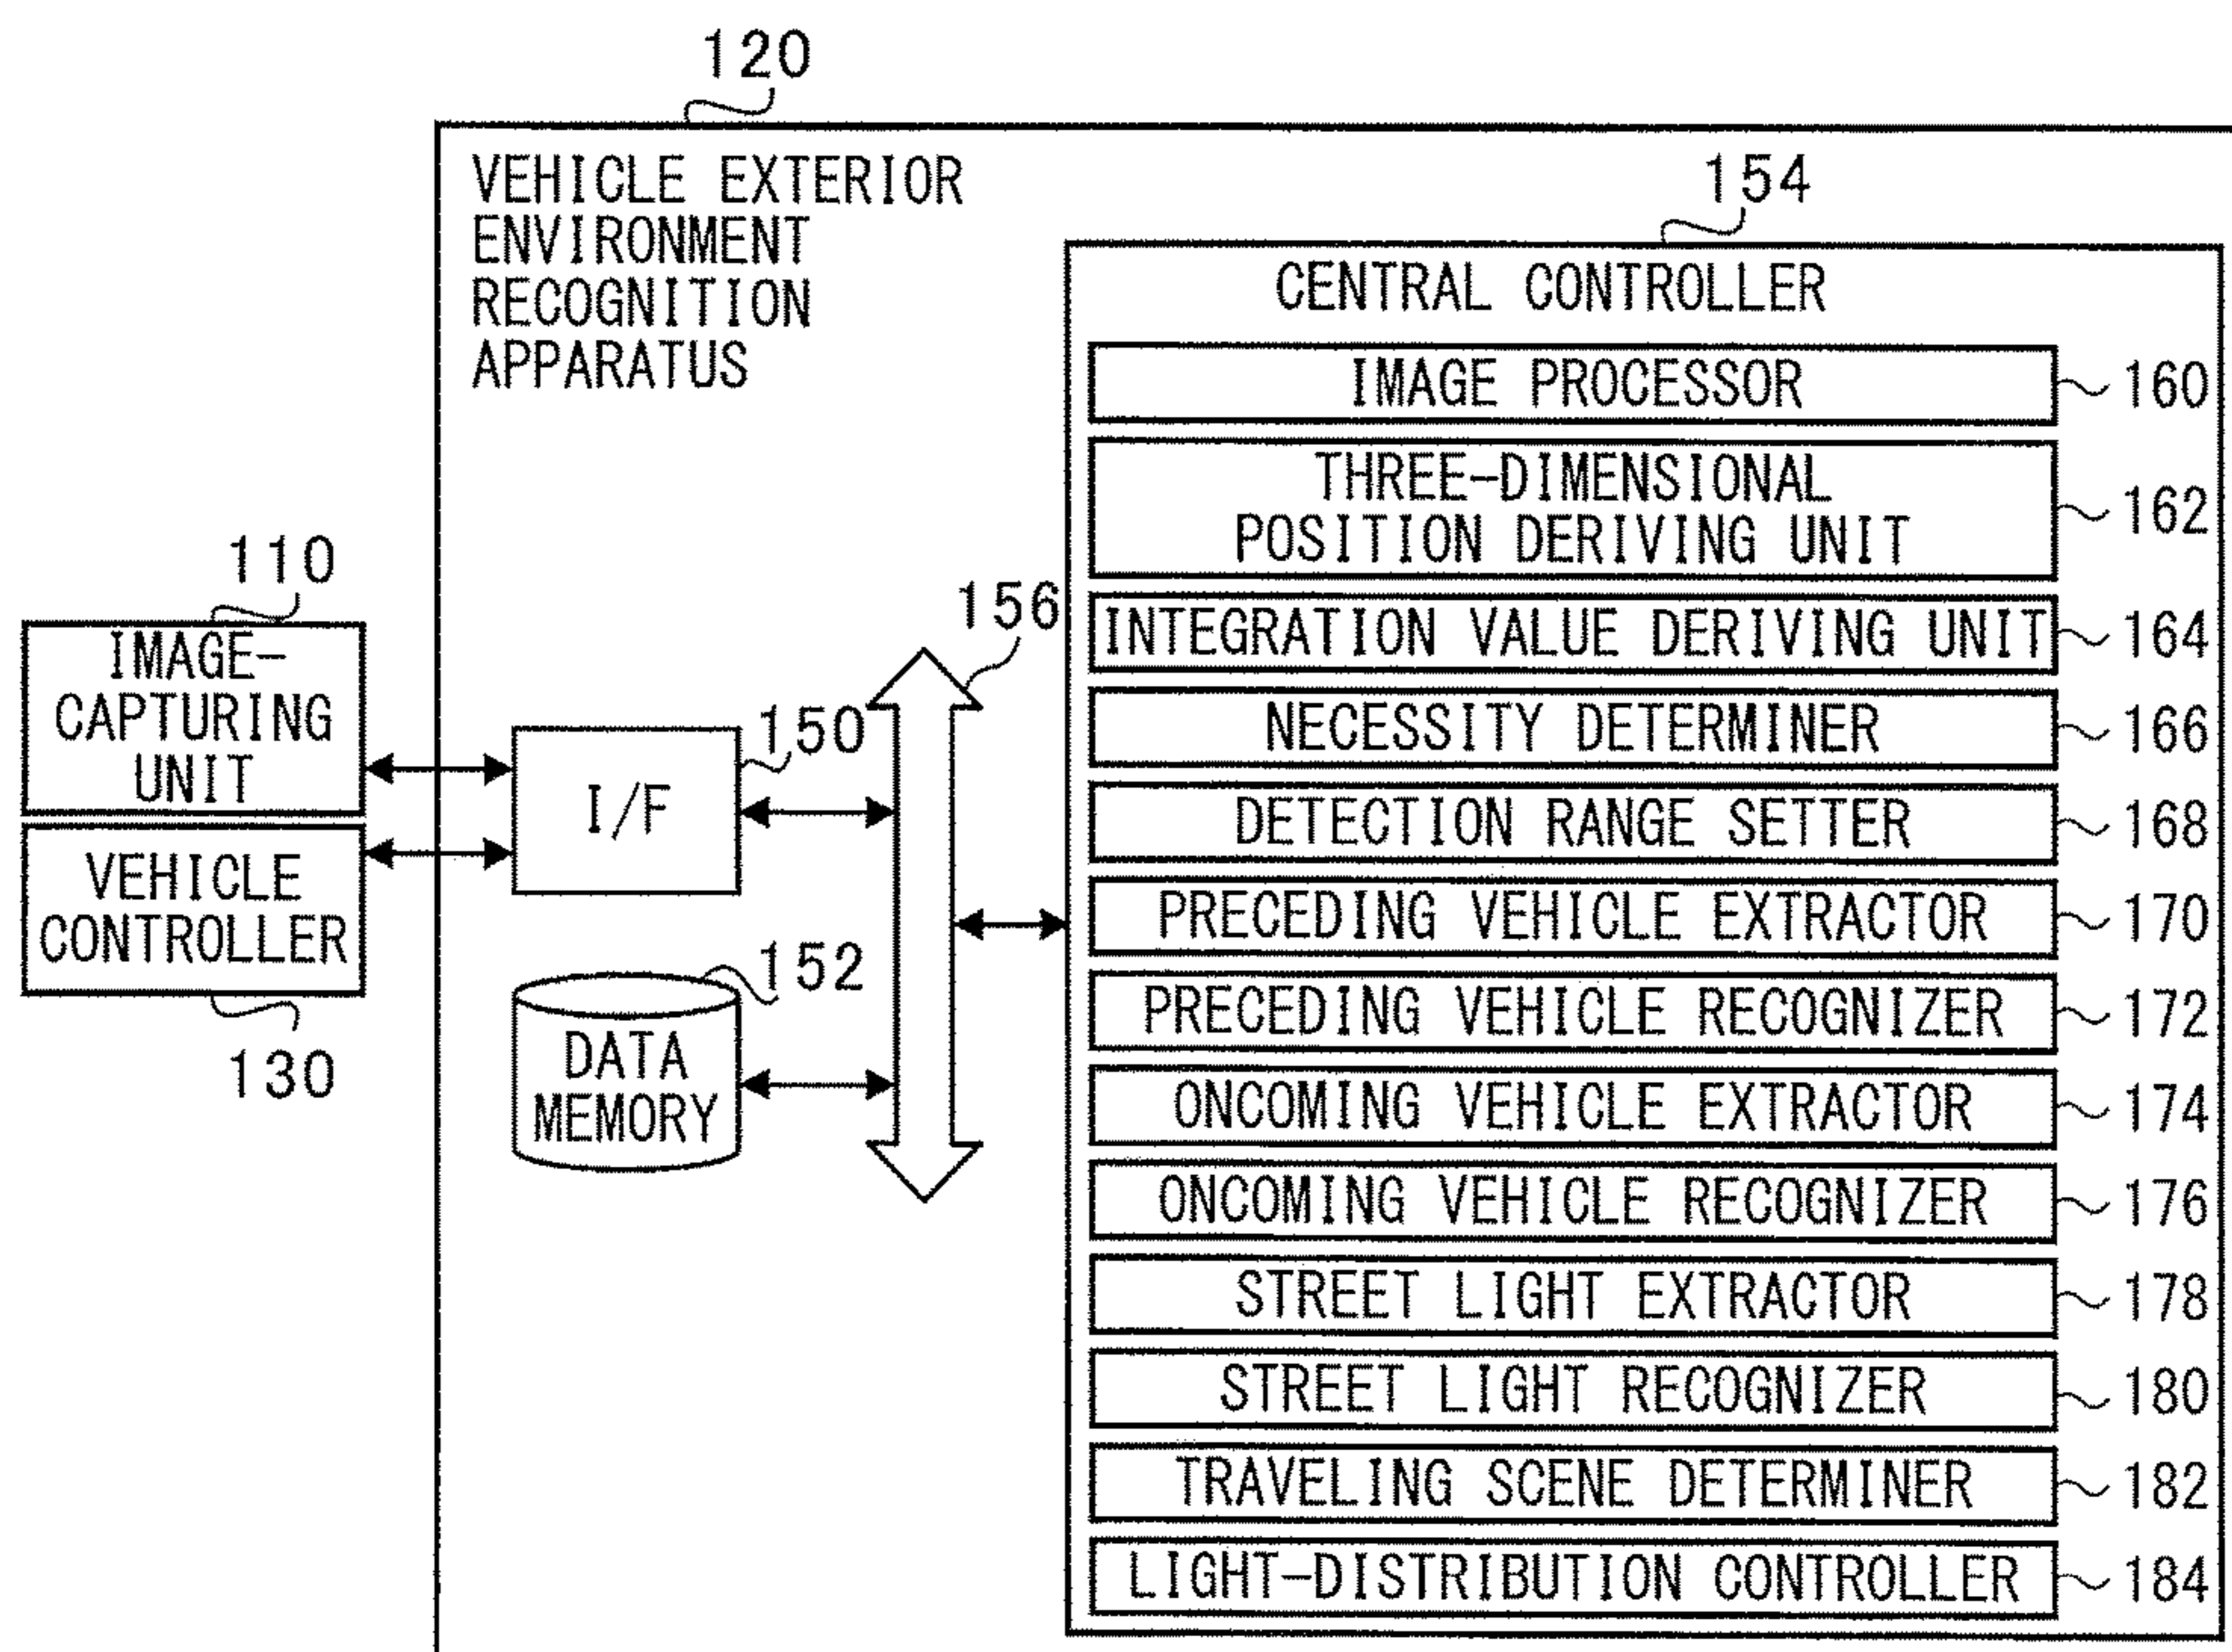 120
VEHICLE EXTERIOR
ENVIRONMENT
RECOGNITION
APPARATUS
154
CENTRAL CONTROLLER
IMAGE PROCESSOR
160
THREE-DIMENSIONAL
POSITION DERIVING UNIT
162
INTEGRATION VALUE DERIVING UNIT
164
NECESSITY DETERMINER
166
DETECTION RANGE SETTER
168
PRECEDING VEHICLE EXTRACTOR
170
PRECEDING VEHICLE RECOGNIZER
172
ONCOMING VEHICLE EXTRACTOR
174
ONCOMING VEHICLE RECOGNIZER
176
STREET LIGHT EXTRACTOR
178
STREET LIGHT RECOGNIZER
180
TRAVELING SCENE DETERMINER
182
LIGHT-DISTRIBUTION CONTROLLER
184
110
IMAGE-
CAPTURING
UNIT
VEHICLE
CONTROLLER
130
150
I/F
152
DATA
MEMORY
156